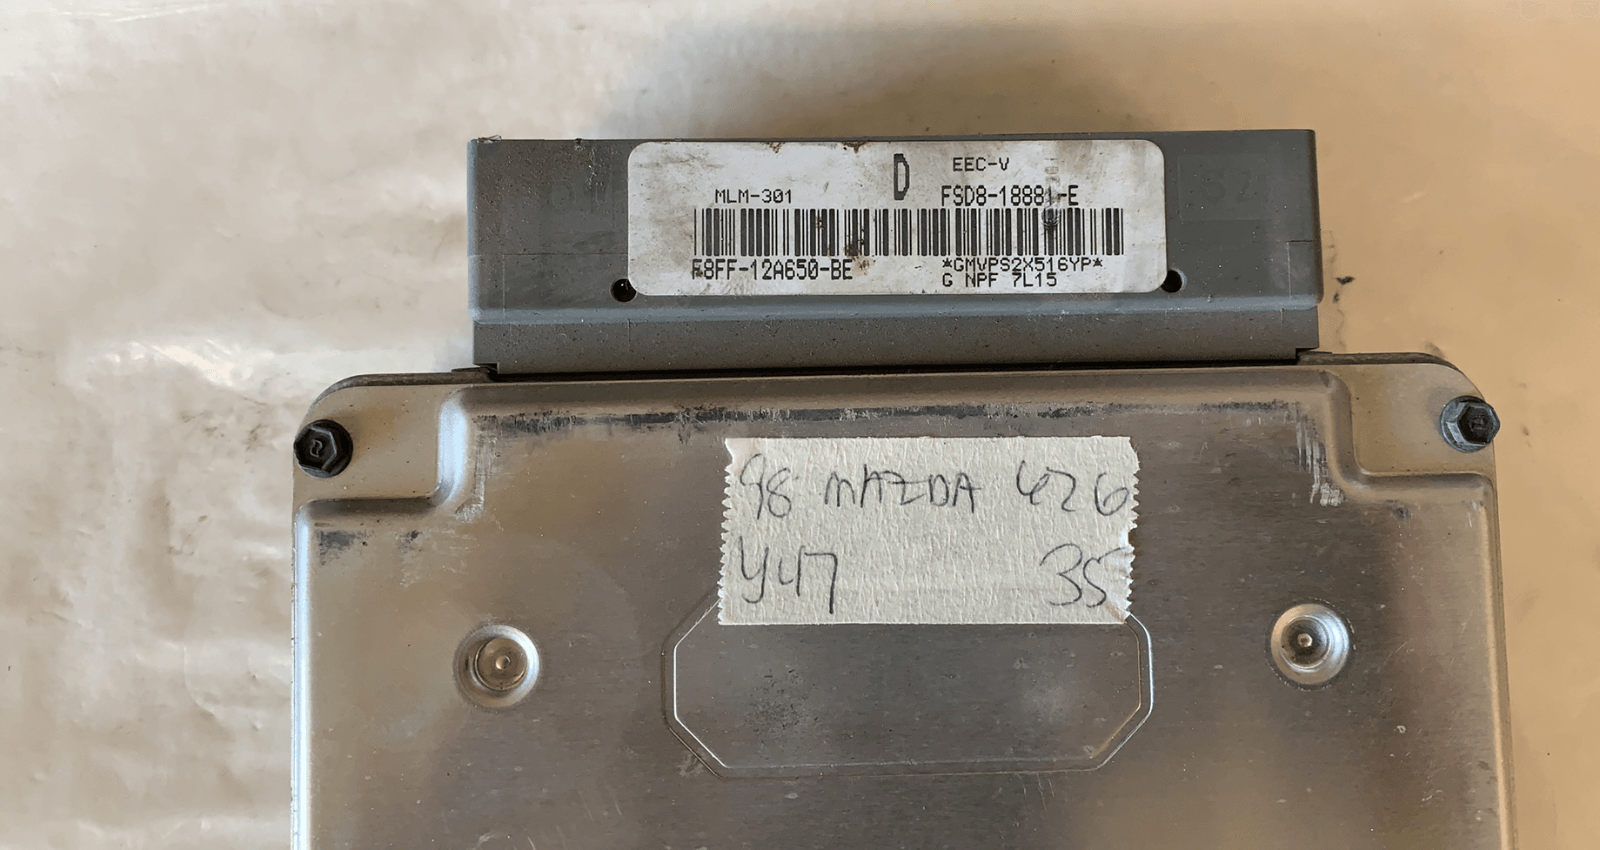 D EEC-V
MLM-301 FSD8-18881-E
F8FF-12A650-BE *GMVPS2X516YP*
G NPF 7L15
98 MAZDA 626
Y47 35